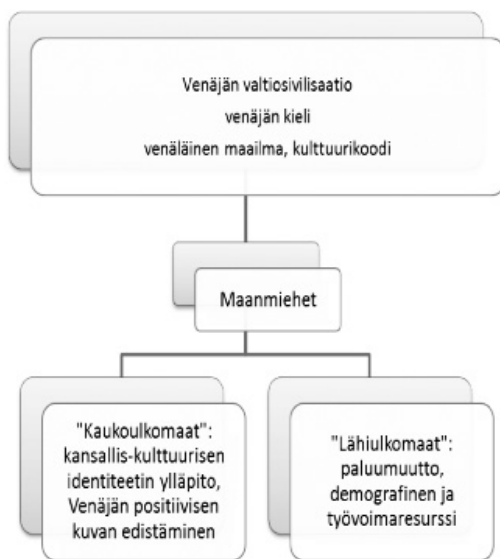 Venäjän valtiosivilisaatio
venäjän kieli
venäläinen maailma, kulttuurikoodi
Maanmiehet
"Kaukoulkomaat":
kansallis-kulttuurisen
identiteetin ylläpito,
Venäjän positiivisen
kuvan edistäminen
"Lähiulkomaat":
paluumuutto,
demografinen ja
työvoimaresurssi